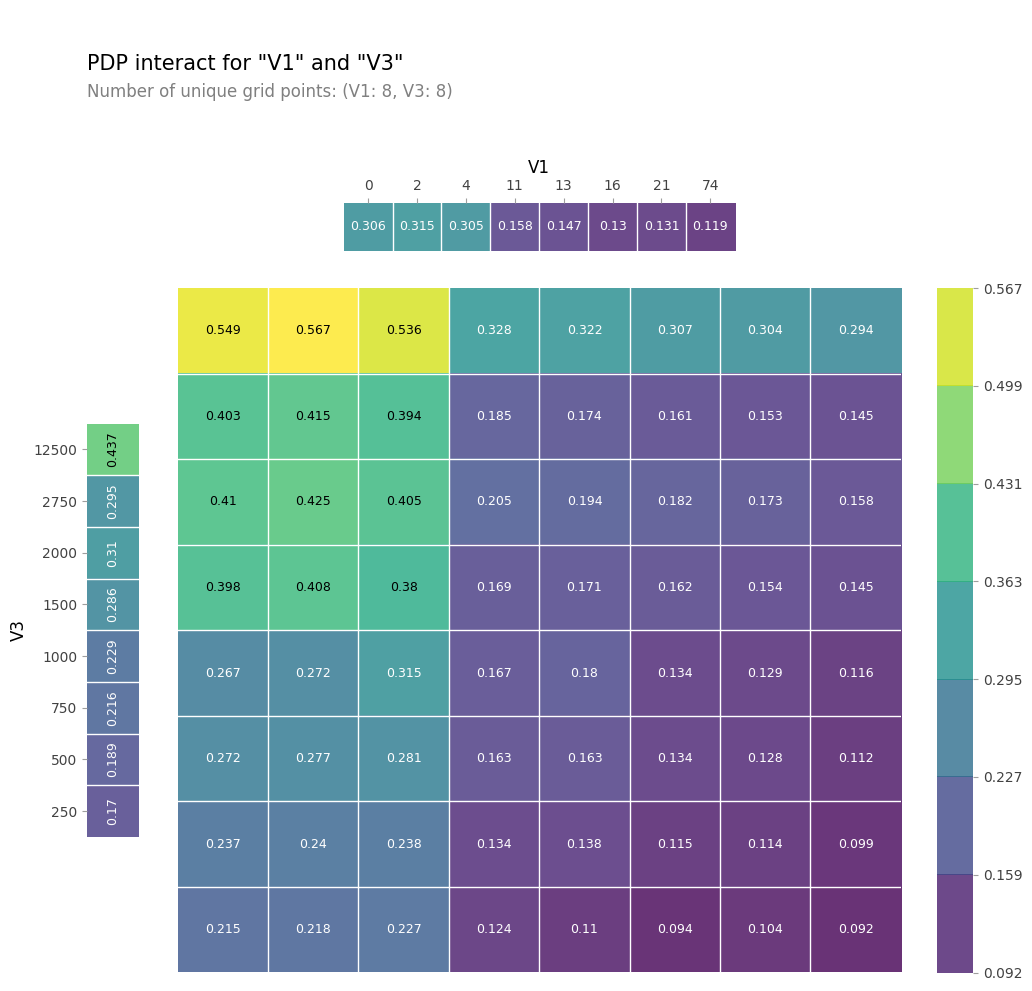 PDP interact for "V1" and "V3"
Number of unique grid points: (V1: 8, V3: 8)
V1
0 2 4 11 13 16 21 74
0.306 0.315 0.305 0.158 0.147 0.13 0.131 0.119
0.567
0.549 0.567 0.536 0.328 0.322 0.307 0.304 0.294
0.499
0.403 0.415 0.394 0.185 0.174 0.161 0.153 0.145
12500 0.437
0.431
2750 0.295
0.41 0.425 0.405 0.205 0.194 0.182 0.173 0.158
2000 0.31
0.363
0.398 0.408 0.38 0.169 0.171 0.162 0.154 0.145
1500 0.286
V3
1000 0.229
0.267 0.272 0.315 0.167 0.18 0.134 0.129 0.116
0.295
750 0.216
0.272 0.277 0.281 0.163 0.163 0.134 0.128 0.112
500 0.189
0.227
250 0.17
0.237 0.24 0.238 0.134 0.138 0.115 0.114 0.099
0.159
0.215 0.218 0.227 0.124 0.11 0.094 0.104 0.092
0.092